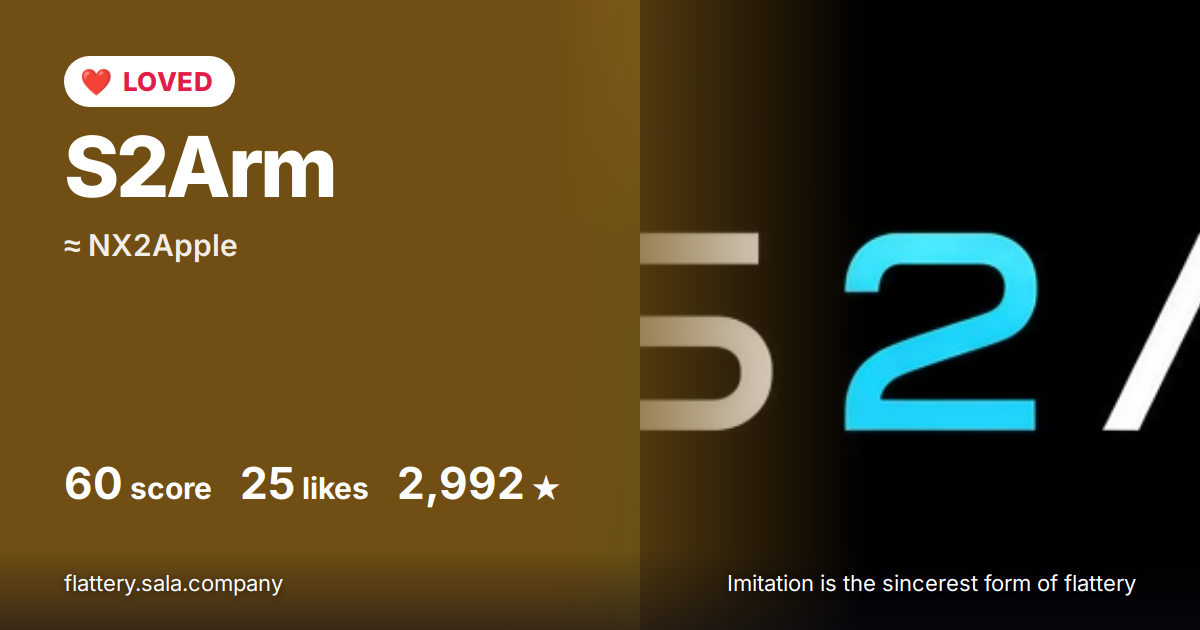 ❤️ LOVED
S2Arm
≈ NX2Apple
S2
60 score 25 likes 2,992 ★
flattery.sala.company
Imitation is the sincerest form of flattery